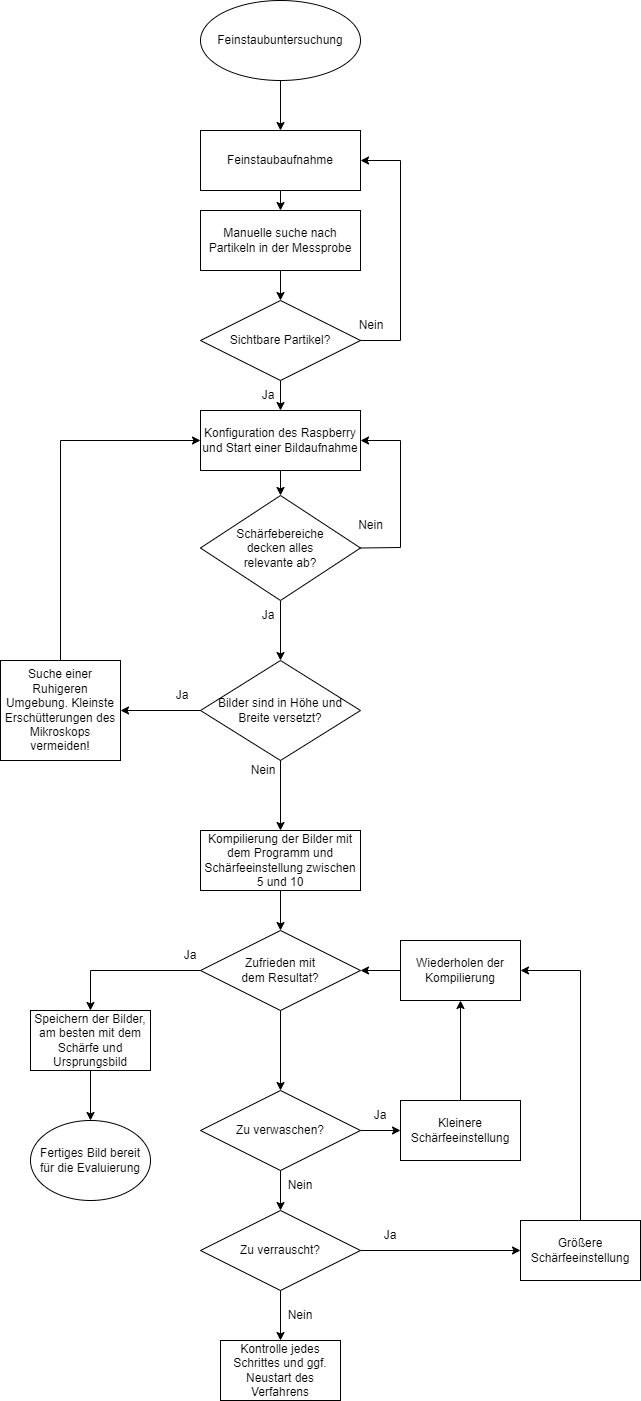 Feinstaubuntersuchung
Feinstaubaufnahme
Manuelle suche nach
Partikeln in der Messprobe
Sichtbare Partikel?
Nein
Ja
Konfiguration des Raspberry
und Start einer Bildaufnahme
Schärfebereiche
decken alles
relevante ab?
Nein
Ja
Bilder sind in Höhe und
Breite versetzt?
Ja
Suche einer
Ruhigeren
Umgebung. Kleinste
Erschütterungen des
Mikroskops
vermeiden!
Nein
Kompilierung der Bilder mit
dem Programm und
Schärfeeinstellung zwischen
5 und 10
Zufrieden mit
dem Resultat?
Ja
Wiederholen der
Kompilierung
Speichern der Bilder,
am besten mit dem
Schärfe und
Ursprungsbild
Fertiges Bild bereit
für die Evaluierung
Zu verwaschen?
Ja
Kleinere
Schärfeeinstellung
Nein
Zu verrauscht?
Ja
Größere
Schärfeeinstellung
Nein
Kontrolle jedes
Schrittes und ggf.
Neustart des
Verfahrens